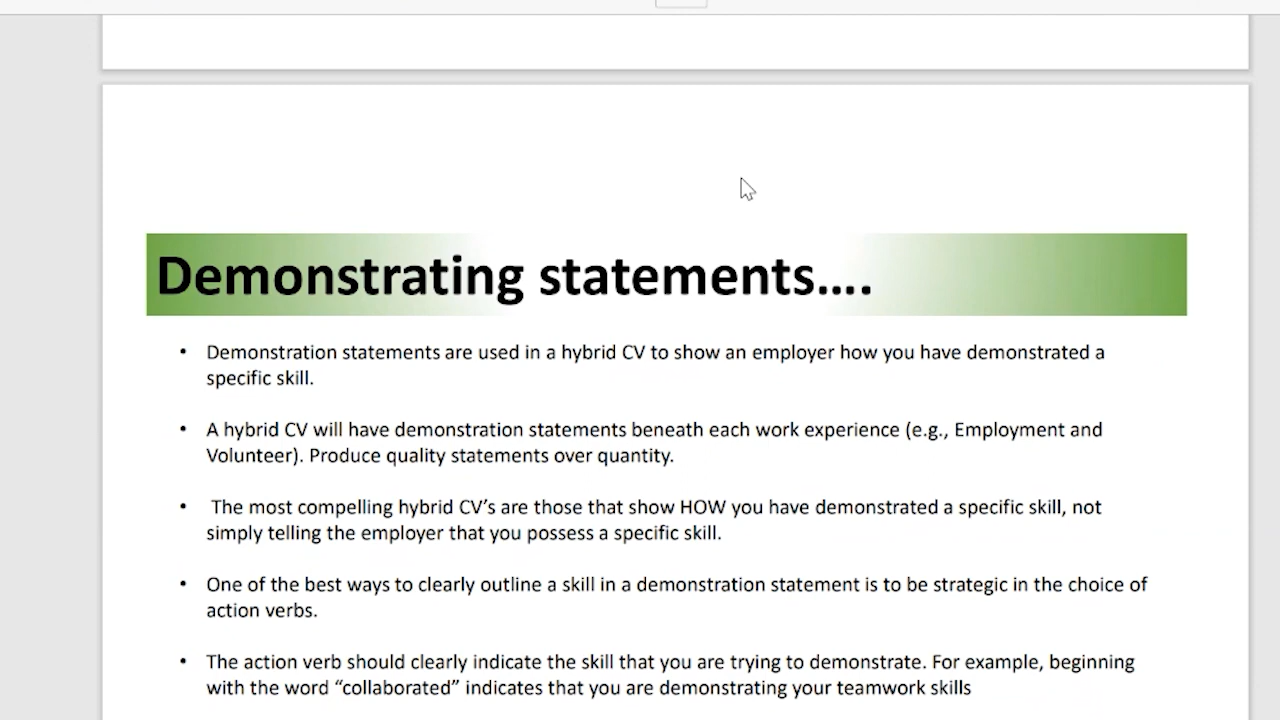 Demonstrating statements....
• Demonstration statements are used in a hybrid CV to show an employer how you have demonstrated a
specific skill.
• A hybrid CV will have demonstration statements beneath each work experience (e.g., Employment and
Volunteer). Produce quality statements over quantity.
• The most compelling hybrid CV’s are those that show HOW you have demonstrated a specific skill, not
simply telling the employer that you possess a specific skill.
• One of the best ways to clearly outline a skill in a demonstration statement is to be strategic in the choice of
action verbs.
• The action verb should clearly indicate the skill that you are trying to demonstrate. For example, beginning
with the word “collaborated” indicates that you are demonstrating your teamwork skills